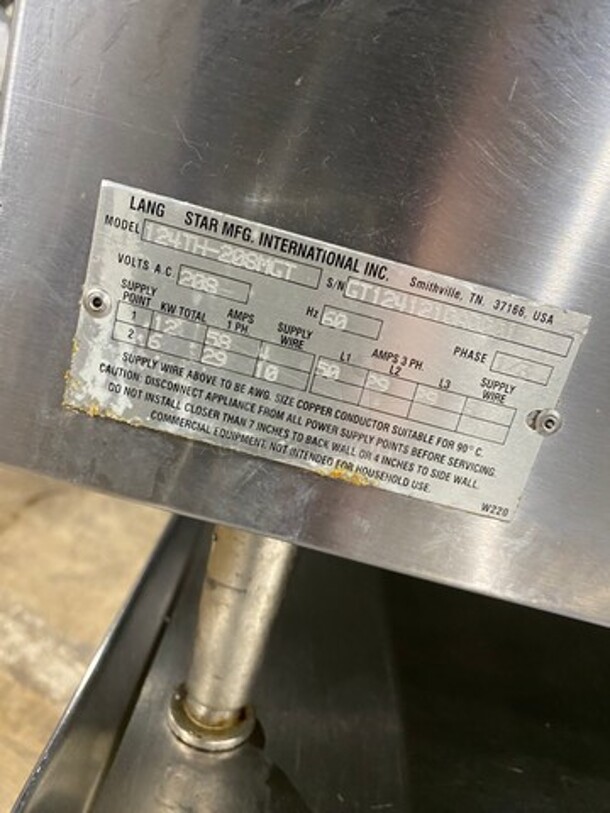 LANG STAR MFG. INTERNATIONAL INC. Smithville, TN. 37166, USA
MODEL 124TH-208MGT S/N
VOLTS A.C. 208 Hz 60 PHASE
SUPPLY POINT KW TOTAL AMPS 1 PH. SUPPLY WIRE L1 AMPS 3 PH. L2 L3 SUPPLY WIRE
1 12 58 50 29 29
2 6 29 10
SUPPLY WIRE ABOVE TO BE AWG. SIZE COPPER CONDUCTOR SUITABLE FOR 90° C.
CAUTION: DISCONNECT APPLIANCE FROM ALL POWER SUPPLY POINTS BEFORE SERVICING.
DO NOT INSTALL CLOSER THAN 7 INCHES TO BACK WALL OR 4 INCHES TO SIDE WALL.
COMMERCIAL EQUIPMENT. NOT INTENDED FOR HOUSEHOLD USE.
W220